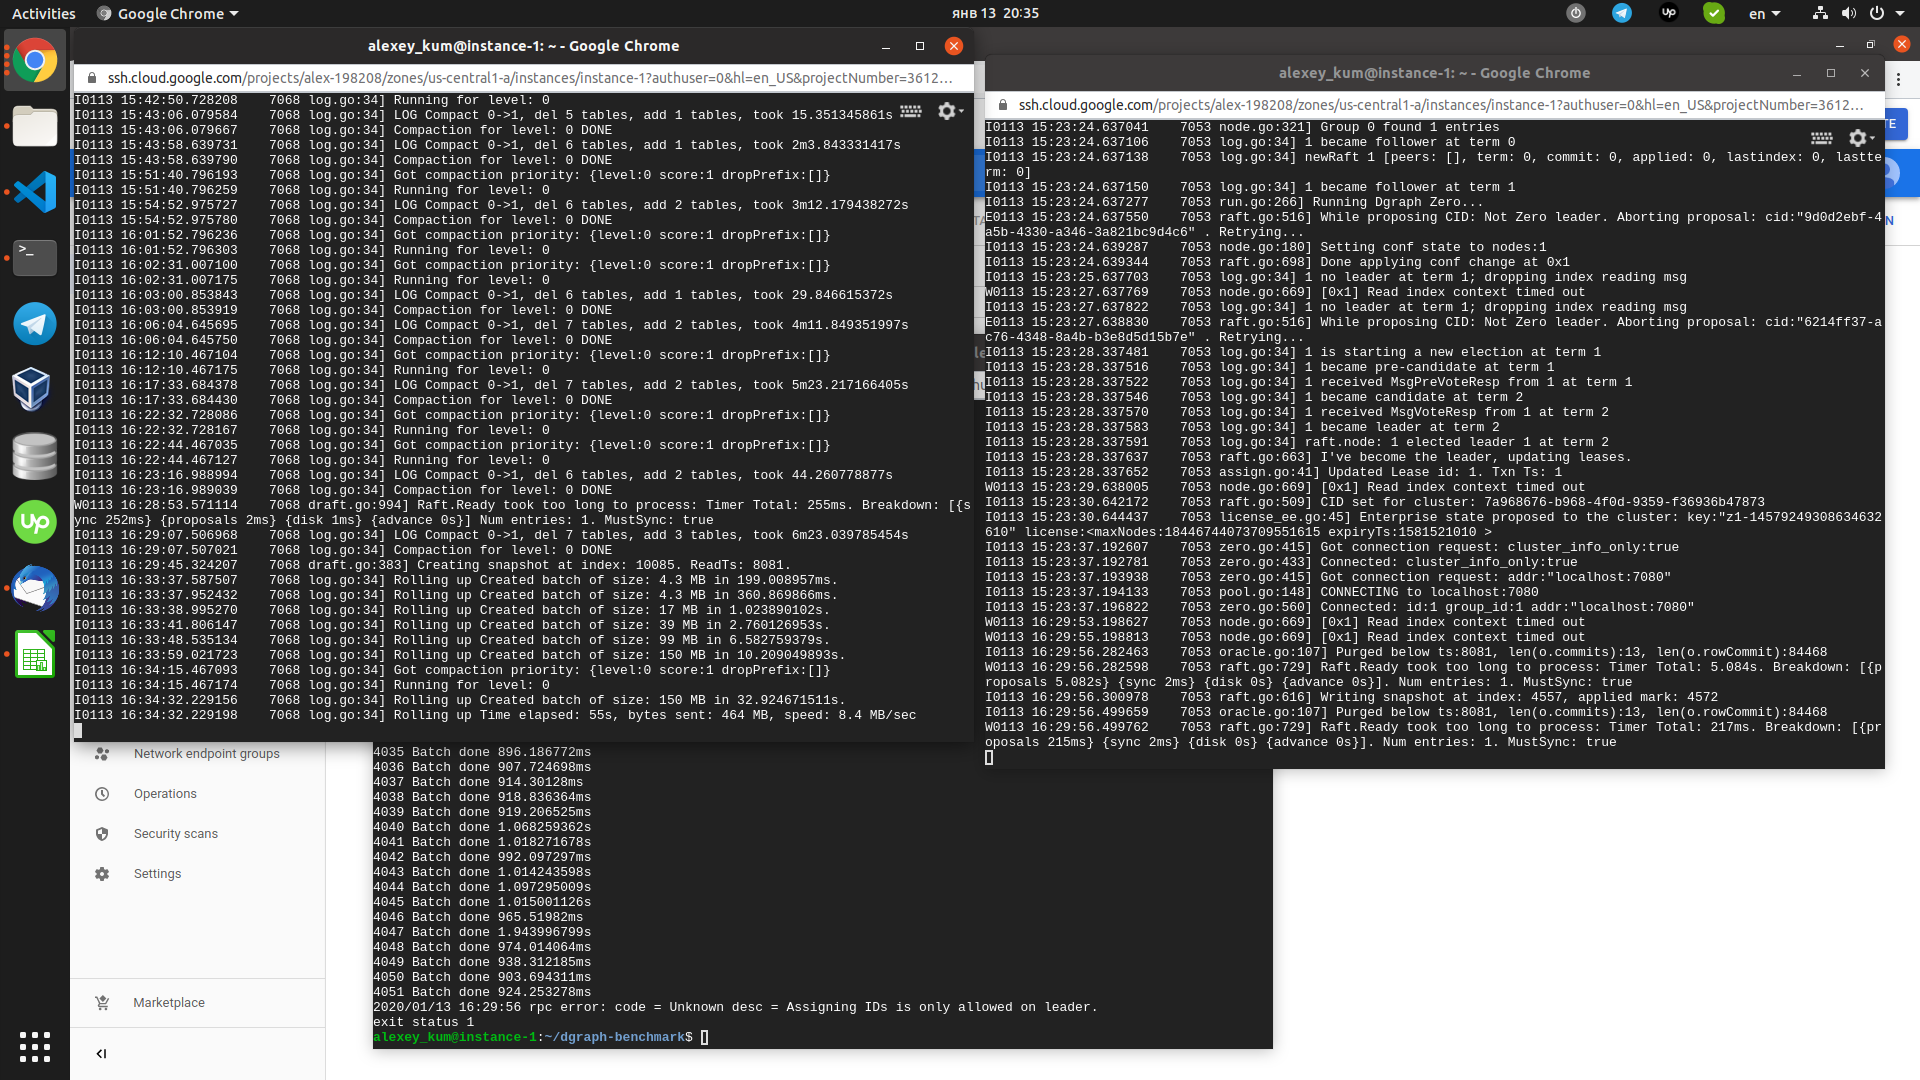 Activities
Google Chrome
янв 13 20:35
en
alexey_kum@instance-1: ~ - Google Chrome
ssh.cloud.google.com/projects/alex-198208/zones/us-central1-a/instances/instance-1?authuser=0&hl=en_US&projectNumber=3612…
I0113 15:42:50.728208    7068 log.go:34] Running for level: 0
I0113 15:43:06.079584    7068 log.go:34] LOG Compact 0->1, del 5 tables, add 1 tables, took 15.351345861s
I0113 15:43:06.079667    7068 log.go:34] Compaction for level: 0 DONE
I0113 15:43:58.639731    7068 log.go:34] LOG Compact 0->1, del 6 tables, add 1 tables, took 2m3.843331417s
I0113 15:43:58.639790    7068 log.go:34] Compaction for level: 0 DONE
I0113 15:51:40.796193    7068 log.go:34] Got compaction priority: {level:0 score:1 dropPrefix:[]}
I0113 15:51:40.796259    7068 log.go:34] Running for level: 0
I0113 15:54:52.975727    7068 log.go:34] LOG Compact 0->1, del 6 tables, add 2 tables, took 3m12.179438272s
I0113 15:54:52.975780    7068 log.go:34] Compaction for level: 0 DONE
I0113 16:01:52.796236    7068 log.go:34] Got compaction priority: {level:0 score:1 dropPrefix:[]}
I0113 16:01:52.796303    7068 log.go:34] Running for level: 0
I0113 16:02:31.007100    7068 log.go:34] Got compaction priority: {level:0 score:1 dropPrefix:[]}
I0113 16:02:31.007175    7068 log.go:34] Running for level: 0
I0113 16:03:00.853843    7068 log.go:34] LOG Compact 0->1, del 6 tables, add 1 tables, took 29.846615372s
I0113 16:03:00.853919    7068 log.go:34] Compaction for level: 0 DONE
I0113 16:06:04.645695    7068 log.go:34] LOG Compact 0->1, del 7 tables, add 2 tables, took 4m11.849351997s
I0113 16:06:04.645750    7068 log.go:34] Compaction for level: 0 DONE
I0113 16:12:10.467104    7068 log.go:34] Got compaction priority: {level:0 score:1 dropPrefix:[]}
I0113 16:12:10.467175    7068 log.go:34] Running for level: 0
I0113 16:17:33.684378    7068 log.go:34] LOG Compact 0->1, del 7 tables, add 2 tables, took 5m23.217166405s
I0113 16:17:33.684430    7068 log.go:34] Compaction for level: 0 DONE
I0113 16:22:32.728086    7068 log.go:34] Got compaction priority: {level:0 score:1 dropPrefix:[]}
I0113 16:22:32.728167    7068 log.go:34] Running for level: 0
I0113 16:22:44.467035    7068 log.go:34] Got compaction priority: {level:0 score:1 dropPrefix:[]}
I0113 16:22:44.467127    7068 log.go:34] Running for level: 0
I0113 16:23:16.988994    7068 log.go:34] LOG Compact 0->1, del 6 tables, add 2 tables, took 44.260778877s
I0113 16:23:16.989039    7068 log.go:34] Compaction for level: 0 DONE
W0113 16:28:53.571114    7068 draft.go:994] Raft.Ready took too long to process: Timer Total: 255ms. Breakdown: [{s
ync 252ms} {proposals 2ms} {disk 1ms} {advance 0s}] Num entries: 1. MustSync: true
I0113 16:29:07.506968    7068 log.go:34] LOG Compact 0->1, del 7 tables, add 3 tables, took 6m23.039785454s
I0113 16:29:07.507021    7068 log.go:34] Compaction for level: 0 DONE
I0113 16:29:45.324207    7068 draft.go:383] Creating snapshot at index: 10085. ReadTs: 8081.
I0113 16:33:37.587507    7068 log.go:34] Rolling up Created batch of size: 4.3 MB in 199.008957ms.
I0113 16:33:37.952432    7068 log.go:34] Rolling up Created batch of size: 4.3 MB in 360.869866ms.
I0113 16:33:38.995270    7068 log.go:34] Rolling up Created batch of size: 17 MB in 1.023890102s.
I0113 16:33:41.806147    7068 log.go:34] Rolling up Created batch of size: 39 MB in 2.760126953s.
I0113 16:33:48.535134    7068 log.go:34] Rolling up Created batch of size: 99 MB in 6.582759379s.
I0113 16:33:59.021723    7068 log.go:34] Rolling up Created batch of size: 150 MB in 10.209049893s.
I0113 16:34:15.467093    7068 log.go:34] Got compaction priority: {level:0 score:1 dropPrefix:[]}
I0113 16:34:15.467174    7068 log.go:34] Running for level: 0
I0113 16:34:32.229156    7068 log.go:34] Rolling up Created batch of size: 150 MB in 32.924671511s.
I0113 16:34:32.229198    7068 log.go:34] Rolling up Time elapsed: 55s, bytes sent: 464 MB, speed: 8.4 MB/sec
alexey_kum@instance-1: ~ - Google Chrome
ssh.cloud.google.com/projects/alex-198208/zones/us-central1-a/instances/instance-1?authuser=0&hl=en_US&projectNumber=3612…
I0113 15:23:24.637041    7053 node.go:321] Group 0 found 1 entries
I0113 15:23:24.637106    7053 log.go:34] 1 became follower at term 0
I0113 15:23:24.637138    7053 log.go:34] newRaft 1 [peers: [], term: 0, commit: 0, applied: 0, lastindex: 0, lastte
rm: 0]
I0113 15:23:24.637150    7053 log.go:34] 1 became follower at term 1
I0113 15:23:24.637277    7053 run.go:266] Running Dgraph Zero...
E0113 15:23:24.637550    7053 raft.go:516] While proposing CID: Not Zero leader. Aborting proposal: cid:"9d0d2ebf-4
a5b-4330-a346-3a821bc9d4c6" . Retrying...
I0113 15:23:24.639287    7053 node.go:180] Setting conf state to nodes:1
I0113 15:23:24.639344    7053 raft.go:698] Done applying conf change at 0x1
I0113 15:23:25.637703    7053 log.go:34] 1 no leader at term 1; dropping index reading msg
W0113 15:23:27.637769    7053 node.go:669] [0x1] Read index context timed out
I0113 15:23:27.637822    7053 log.go:34] 1 no leader at term 1; dropping index reading msg
E0113 15:23:27.638830    7053 raft.go:516] While proposing CID: Not Zero leader. Aborting proposal: cid:"6214ff37-a
c76-4348-8a4b-b3e8d5d15b7e" . Retrying...
I0113 15:23:28.337481    7053 log.go:34] 1 is starting a new election at term 1
I0113 15:23:28.337516    7053 log.go:34] 1 became pre-candidate at term 1
I0113 15:23:28.337522    7053 log.go:34] 1 received MsgPreVoteResp from 1 at term 1
I0113 15:23:28.337546    7053 log.go:34] 1 became candidate at term 2
I0113 15:23:28.337570    7053 log.go:34] 1 received MsgVoteResp from 1 at term 2
I0113 15:23:28.337583    7053 log.go:34] 1 became leader at term 2
I0113 15:23:28.337591    7053 log.go:34] raft.node: 1 elected leader 1 at term 2
I0113 15:23:28.337637    7053 raft.go:663] I've become the leader, updating leases.
I0113 15:23:28.337652    7053 assign.go:41] Updated Lease id: 1. Txn Ts: 1
W0113 15:23:29.638005    7053 node.go:669] [0x1] Read index context timed out
I0113 15:23:30.642172    7053 raft.go:509] CID set for cluster: 7a968676-b968-4f0d-9359-f36936b47873
I0113 15:23:30.644437    7053 license_ee.go:45] Enterprise state proposed to the cluster: key:"z1-14579249308634632
610" license:<maxNodes:18446744073709551615 expiryTs:1581521010 >
I0113 15:23:37.192607    7053 zero.go:415] Got connection request: cluster_info_only:true
I0113 15:23:37.192781    7053 zero.go:433] Connected: cluster_info_only:true
I0113 15:23:37.193938    7053 zero.go:415] Got connection request: addr:"localhost:7080"
I0113 15:23:37.194133    7053 pool.go:148] CONNECTING to localhost:7080
I0113 15:23:37.196822    7053 zero.go:560] Connected: id:1 group_id:1 addr:"localhost:7080"
W0113 16:29:53.198627    7053 node.go:669] [0x1] Read index context timed out
W0113 16:29:55.198813    7053 node.go:669] [0x1] Read index context timed out
I0113 16:29:56.282463    7053 oracle.go:107] Purged below ts:8081, len(o.commits):13, len(o.rowCommit):84468
W0113 16:29:56.282598    7053 raft.go:729] Raft.Ready took too long to process: Timer Total: 5.084s. Breakdown: [{p
roposals 5.082s} {sync 2ms} {disk 0s} {advance 0s}]. Num entries: 1. MustSync: true
I0113 16:29:56.300978    7053 raft.go:616] Writing snapshot at index: 4557, applied mark: 4572
I0113 16:29:56.499659    7053 oracle.go:107] Purged below ts:8081, len(o.commits):13, len(o.rowCommit):84468
W0113 16:29:56.499762    7053 raft.go:729] Raft.Ready took too long to process: Timer Total: 217ms. Breakdown: [{pr
oposals 215ms} {sync 2ms} {disk 0s} {advance 0s}]. Num entries: 1. MustSync: true
Network endpoint groups
Operations
Security scans
Settings
Marketplace
4035 Batch done 896.186772ms
4036 Batch done 907.724698ms
4037 Batch done 914.30128ms
4038 Batch done 918.836364ms
4039 Batch done 919.206525ms
4040 Batch done 1.068259362s
4041 Batch done 1.018271678s
4042 Batch done 992.097297ms
4043 Batch done 1.014243598s
4044 Batch done 1.097295009s
4045 Batch done 1.015001126s
4046 Batch done 965.51982ms
4047 Batch done 1.943996799s
4048 Batch done 974.014064ms
4049 Batch done 938.312185ms
4050 Batch done 903.694311ms
4051 Batch done 924.253278ms
2020/01/13 16:29:56 rpc error: code = Unknown desc = Assigning IDs is only allowed on leader.
exit status 1
alexey_kum@instance-1:~/dgraph-benchmark$